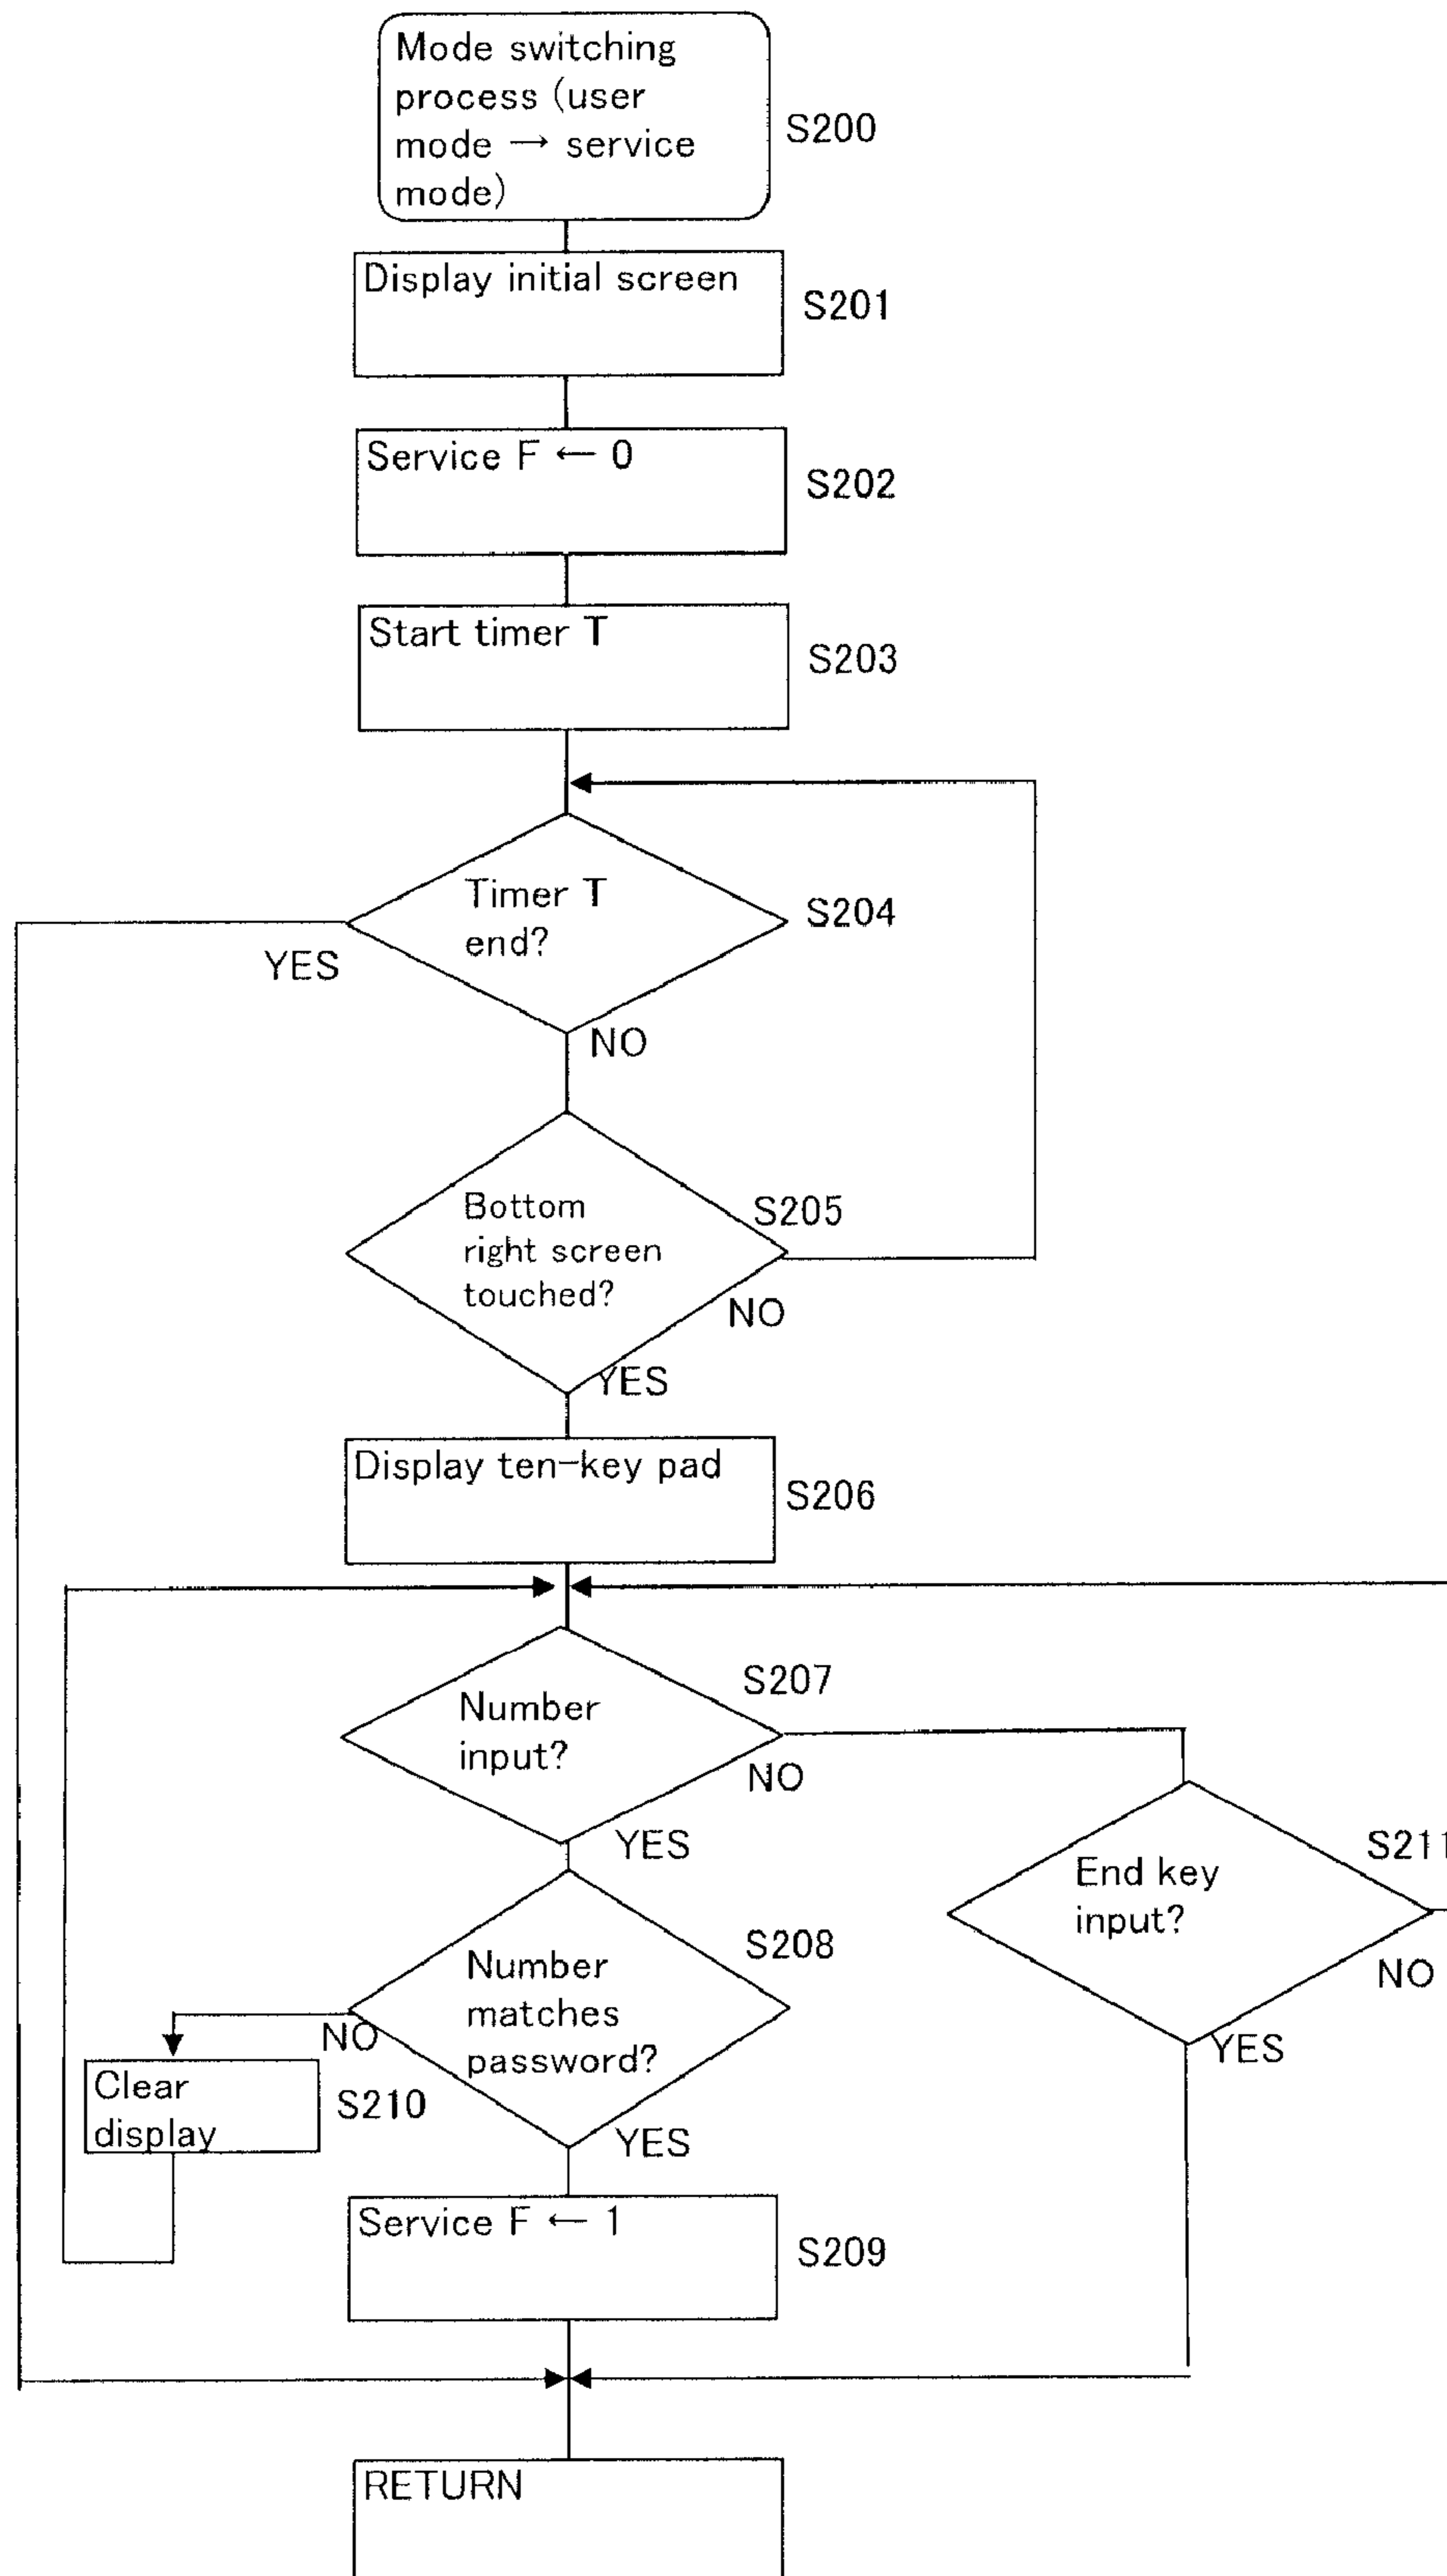 Mode switching
process (user
mode → service
mode)
S200
Display initial screen
S201
Service F ← 0
S202
Start timer T
S203
Timer T
end?
S204
YES
NO
Bottom
right screen
touched?
S205
NO
YES
Display ten-key pad
S206
Number
input?
S207
NO
YES
End key
input?
S211
NO
YES
Number
matches
password?
S208
NO
YES
Clear
display
S210
Service F ← 1
S209
RETURN